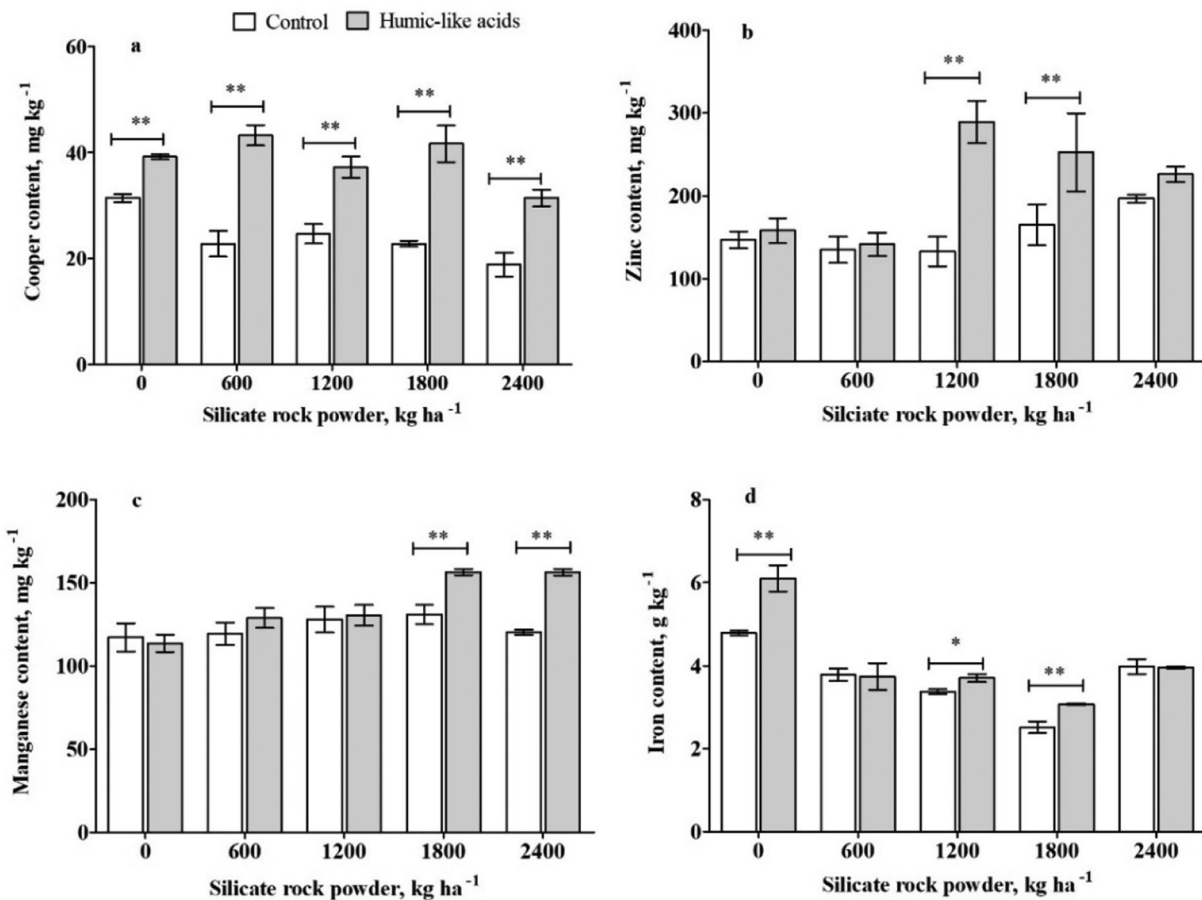 Control Humic-like acids
a
Cooper content, mg kg-1
60
40
20
0
** ** ** ** **
0 600 1200 1800 2400
Silicate rock powder, kg ha-1
b
Zinc content, mg kg-1
400
300
200
100
0
** **
0 600 1200 1800 2400
Silciate rock powder, kg ha-1
c
Manganese content, mg kg-1
200
150
100
50
0
** **
0 600 1200 1800 2400
Silicate rock powder, kg ha-1
d
Iron content, g kg-1
8
6
4
2
0
** * **
0 600 1200 1800 2400
Silicate rock powder, kg ha-1